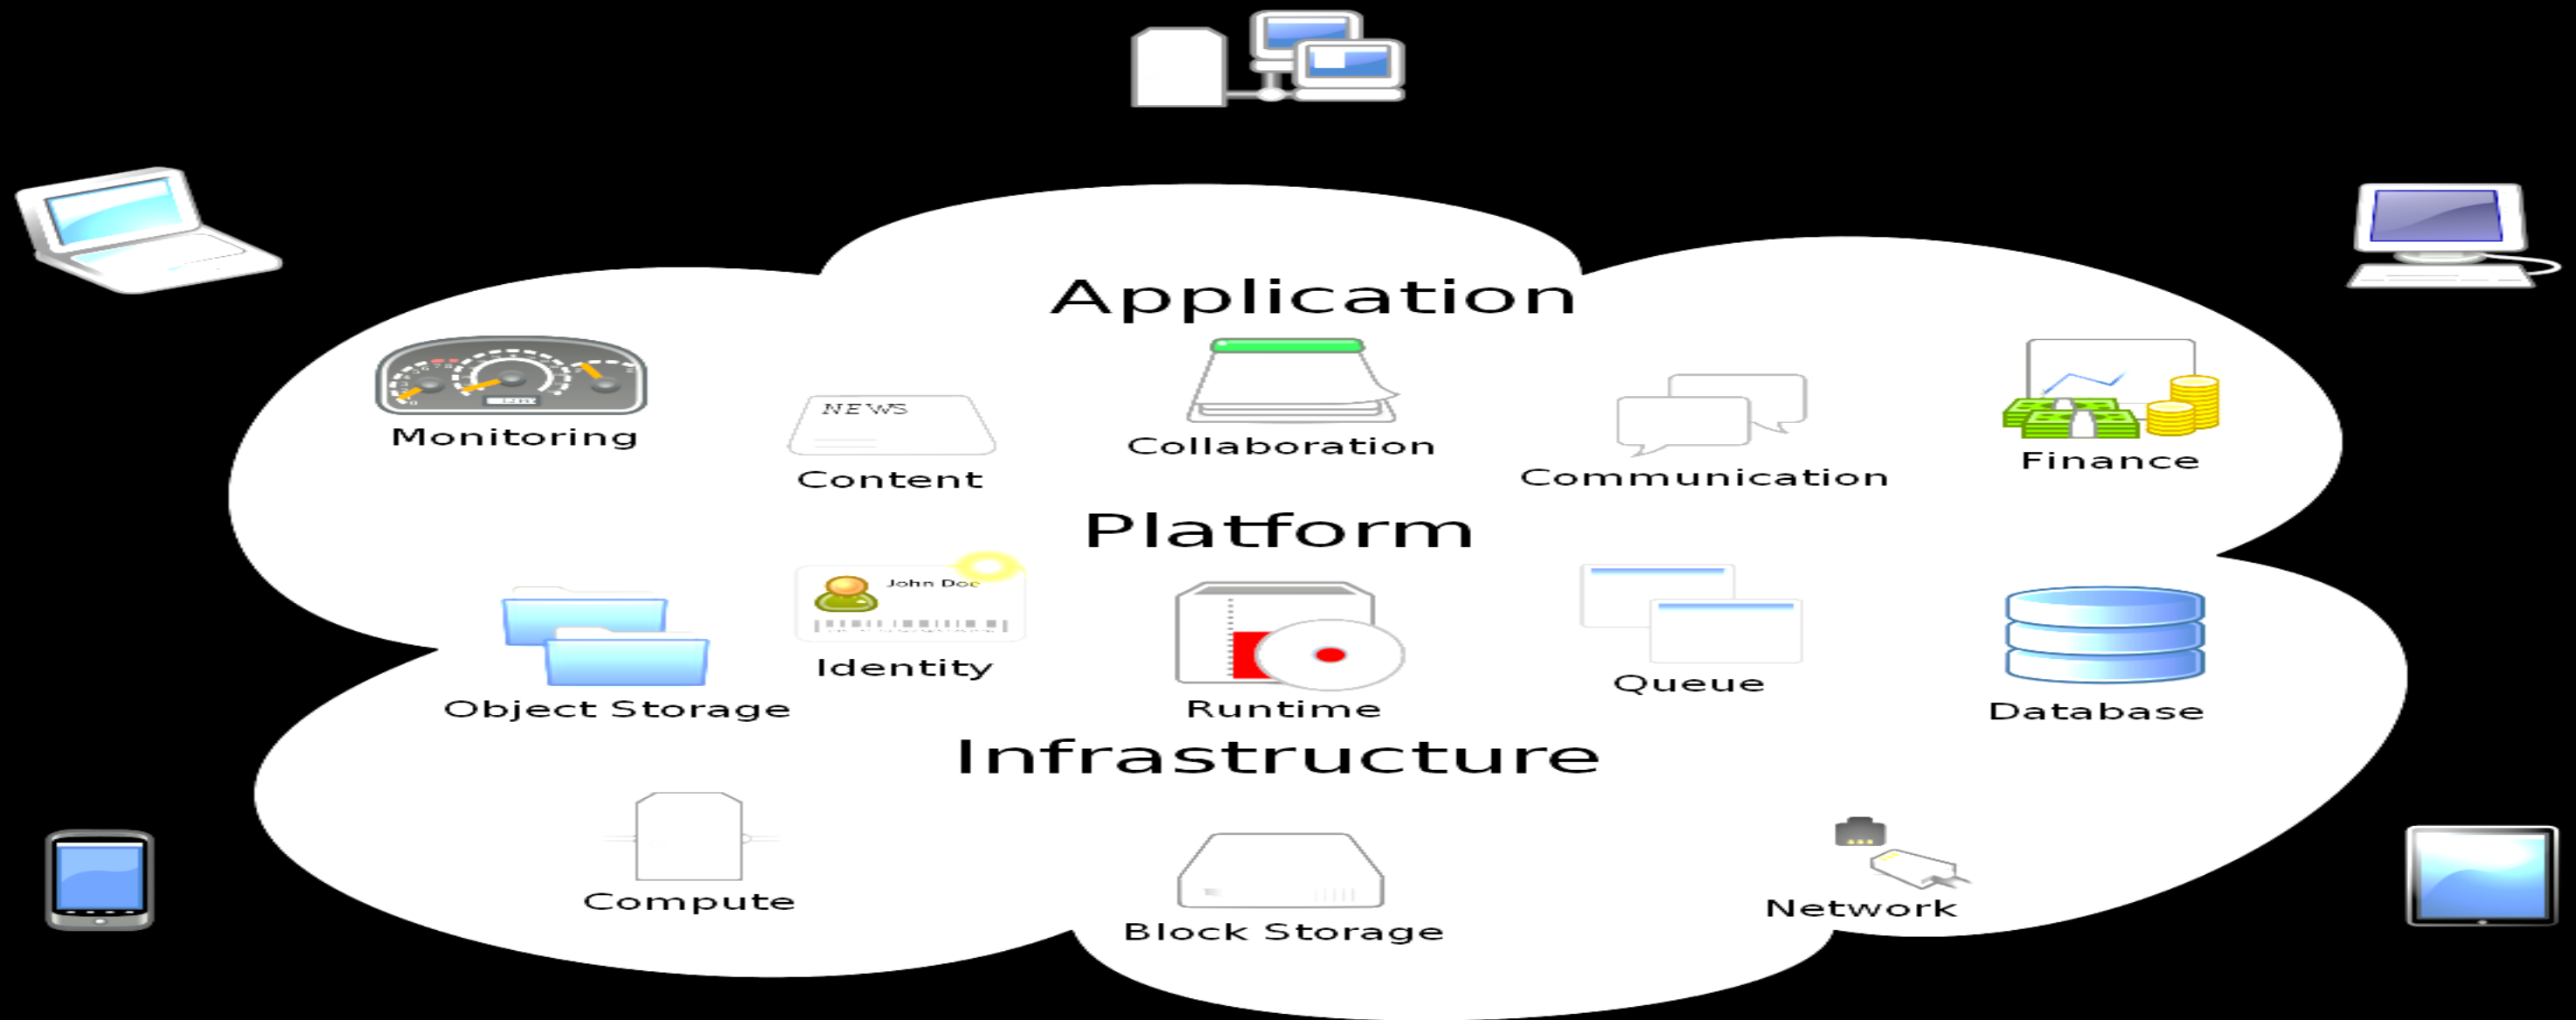 Application
Monitoring
NEWS
Content
Collaboration
Communication
Finance
Platform
Object Storage
John Doe
Identity
Runtime
Queue
Database
Infrastructure
Compute
Block Storage
Network